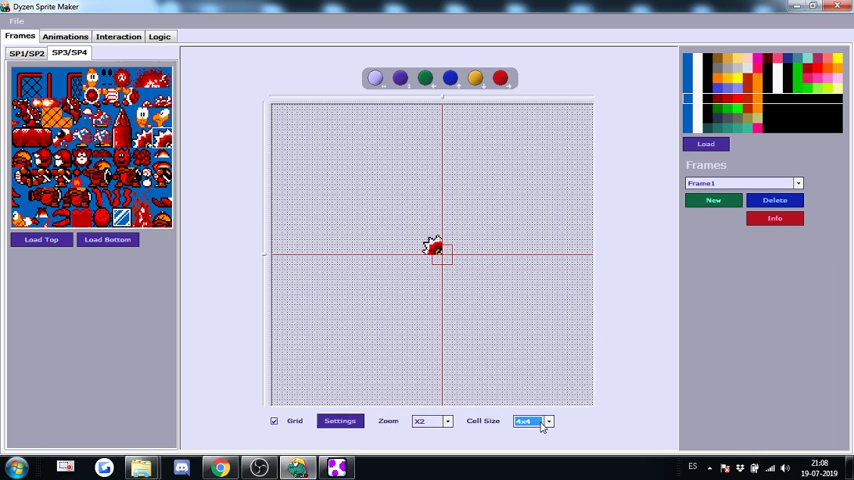 Dyzen Sprite Maker
File
Frames Animations Interaction Logic
SP1/SP2 SP3/SP4
Load Top Load Bottom
Load
Frames
Frame1
New Delete
Info
Grid Settings Zoom X2 Cell Size 4x4
ES 21:08
19-07-2019